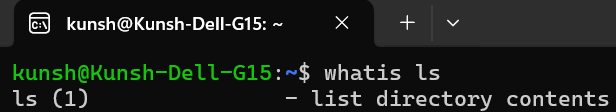 kunsh@Kunsh-Dell-G15: ~
kunsh@Kunsh-Dell-G15:~$ whatis ls
ls (1)               - list directory contents